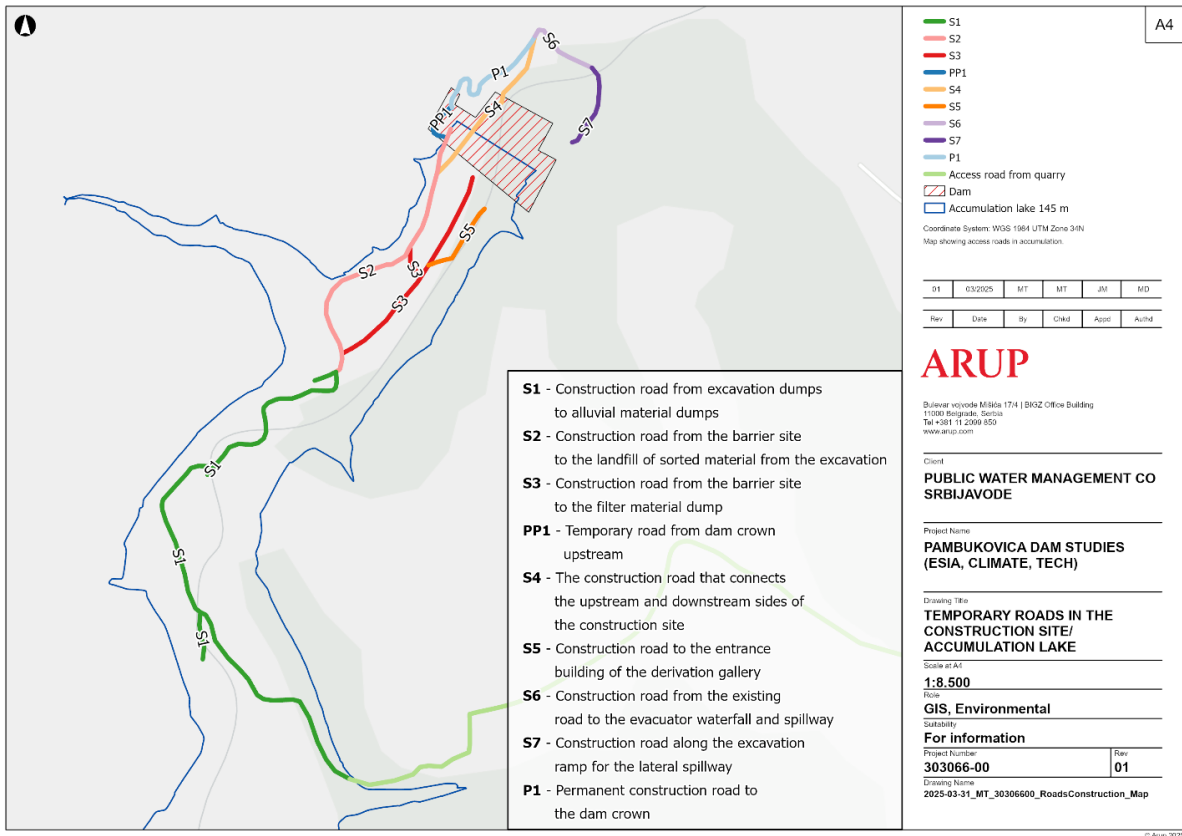 S6
P1
S4
PP1
S7
S5
S2
S3
S3
S1
S1
S1
S1 - Construction road from excavation dumps
to alluvial material dumps
S2 - Construction road from the barrier site
to the landfill of sorted material from the excavation
S3 - Construction road from the barrier site
to the filter material dump
PP1 - Temporary road from dam crown
upstream
S4 - The construction road that connects
the upstream and downstream sides of
the construction site
S5 - Construction road to the entrance
building of the derivation gallery
S6 - Construction road from the existing
road to the evacuator waterfall and spillway
S7 - Construction road along the excavation
ramp for the lateral spillway
P1 - Permanent construction road to
the dam crown
A4
S1
S2
S3
PP1
S4
S5
S6
S7
P1
Access road from quarry
Dam
Accumulation lake 145 m
Coordinate System: WGS 1984 UTM Zone 34N
Map showing access roads in accumulation.
01 03/2025 MT MT JM MD
Rev Date By Chkd Appd Authd
ARUP
Bulevar vojvode Mišića 17/4 | BIGZ Office Building
11000 Belgrade, Serbia
Tel +381 11 2099 850
www.arup.com
Client
PUBLIC WATER MANAGEMENT CO
SRBIJAVODE
Project Name
PAMBUKOVICA DAM STUDIES
(ESIA, CLIMATE, TECH)
Drawing Title
TEMPORARY ROADS IN THE
CONSTRUCTION SITE/
ACCUMULATION LAKE
Scale at A4
1:8.500
Role
GIS, Environmental
Suitability
For information
Project Number Rev
303066-00 01
Drawing Name
2025-03-31_MT_30306600_RoadsConstruction_Map
© Arup 2025